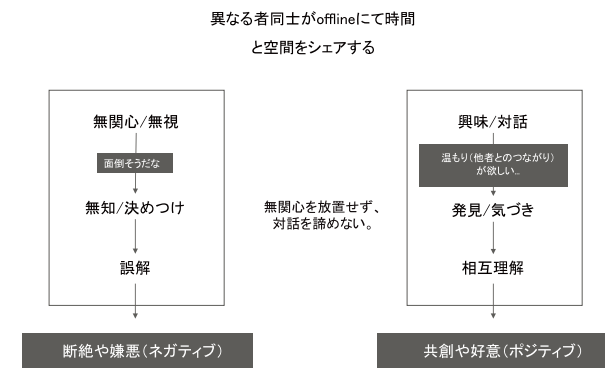 異なる者同士がofflineにて時間
と空間をシェアする
無関心/無視
面倒そうだな
無知/決めつけ
誤解
断絶や嫌悪(ネガティブ)
無関心を放置せず、
対話を諦めない。
興味/対話
温もり(他者とのつながり)
が欲しい...
発見/気づき
相互理解
共創や好意(ポジティブ)